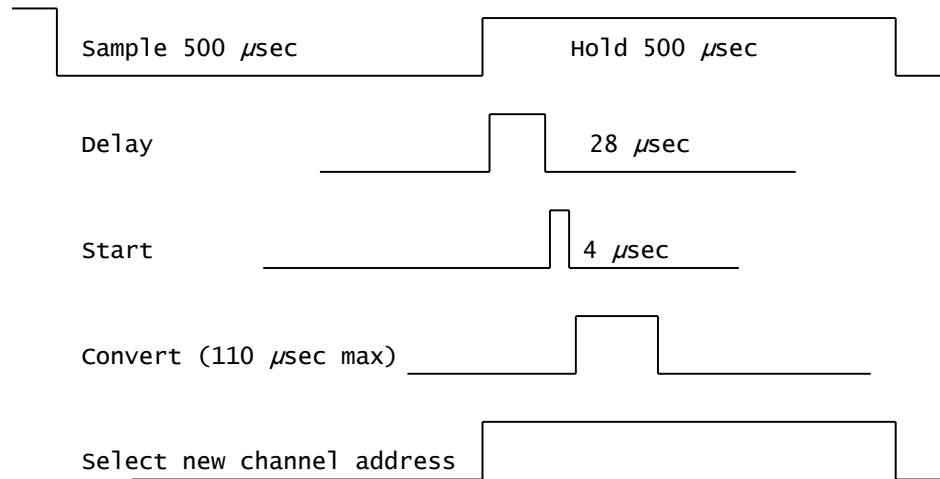 Sample 500 μsec Hold 500 μsec
Delay 28 μsec
Start 4 μsec
Convert (110 μsec max)
Select new channel address